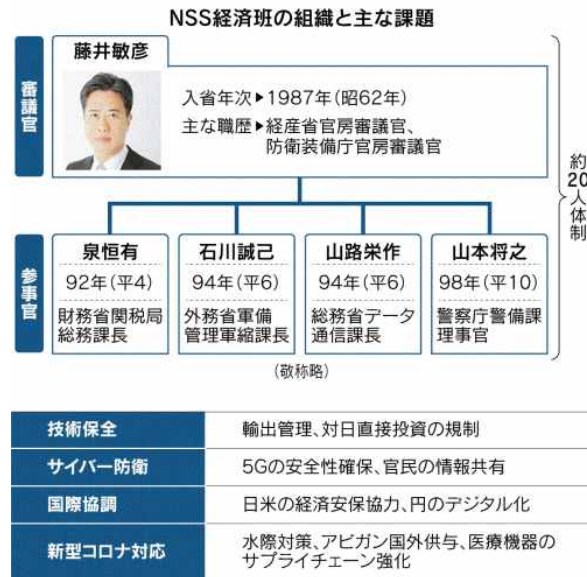 NSS経済班の組織と主な課題
審議官
藤井敏彦
入省年次▶1987年(昭62年)
主な職歴▶経産省官房審議官、
防衛装備庁官房審議官
約20人体制
参事官
泉恒有
92年(平4)
財務省関税局
総務課長
石川誠己
94年(平6)
外務省軍備
管理軍縮課長
山路栄作
94年(平6)
総務省データ
通信課長
山本将之
98年(平10)
警察庁警備課
理事官
(敬称略)
技術保全
輸出管理、対日直接投資の規制
サイバー防衛
5Gの安全性確保、官民の情報共有
国際協調
日米の経済安保協力、円のデジタル化
新型コロナ対応
水際対策、アビガン国外供与、医療機器の
サプライチェーン強化